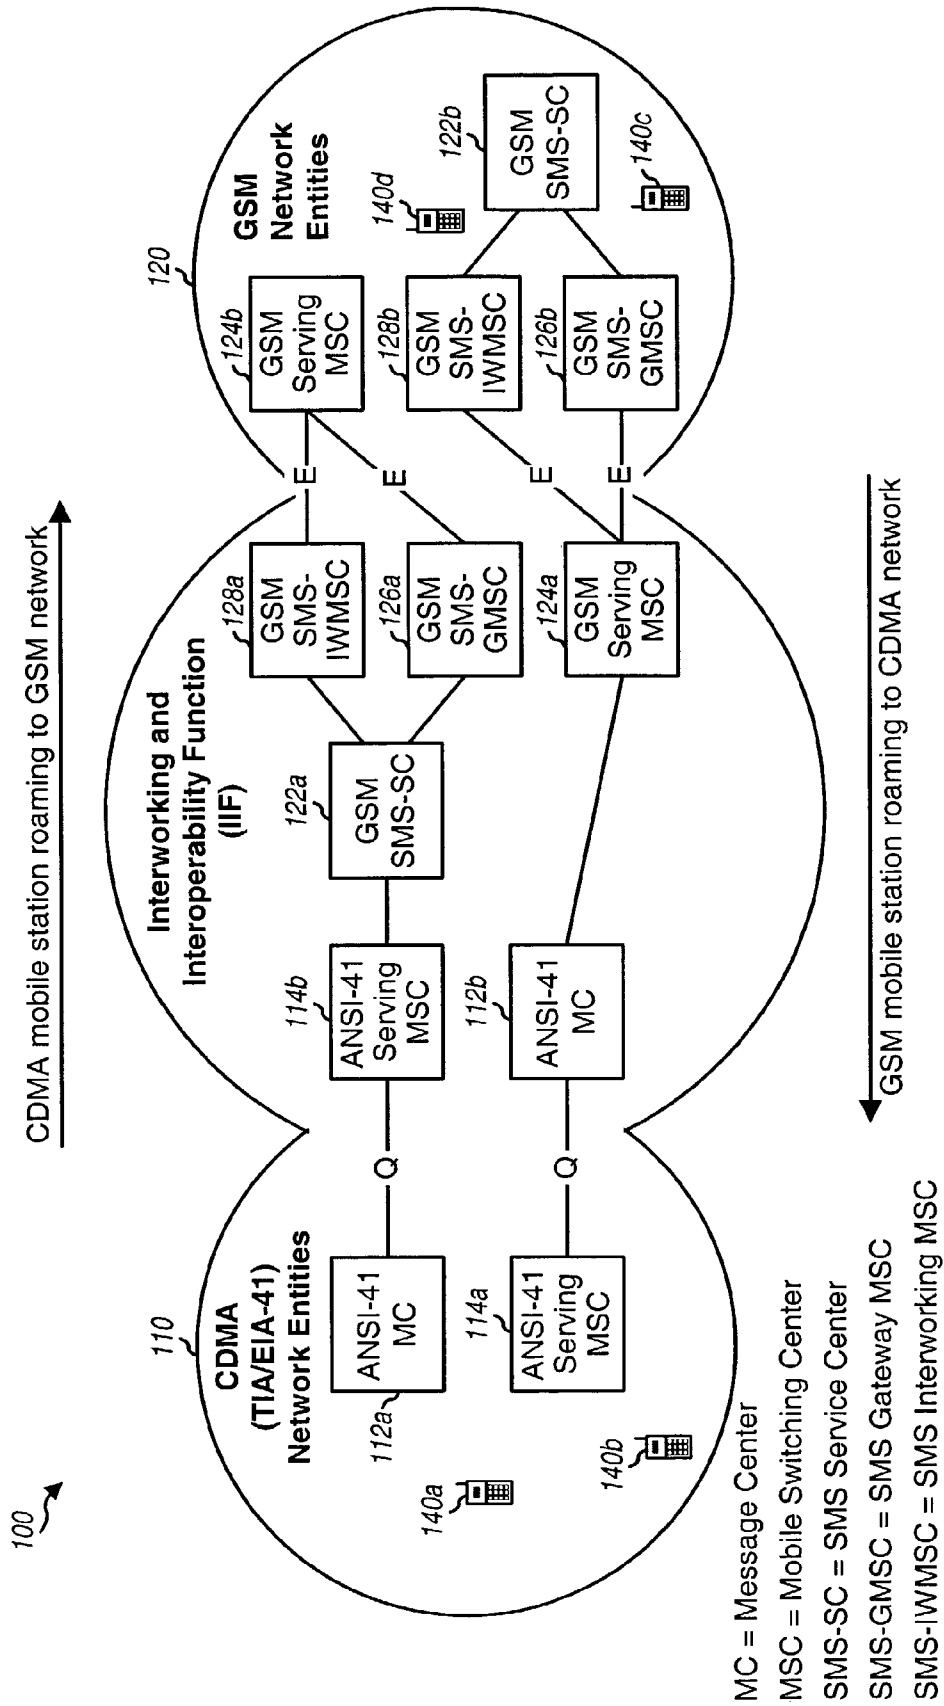 100
CDMA mobile station roaming to GSM network
110
CDMA
(TIA/EIA-41)
Network Entities
Interworking and
Interoperability Function
(IIF)
120
GSM
Network
Entities
112a
ANSI-41
MC
Q
114b
ANSI-41
Serving
MSC
122a
GSM
SMS-SC
128a
GSM
SMS-
IWMSC
E
124b
GSM
Serving
MSC
126a
GSM
SMS-
GMSC
E
128b
GSM
SMS-
IWMSC
140d
122b
GSM
SMS-SC
114a
ANSI-41
Serving
MSC
Q
112b
ANSI-41
MC
124a
GSM
Serving
MSC
E
E
126b
GSM
SMS-
GMSC
140c
140a
140b
GSM mobile station roaming to CDMA network
MC = Message Center
MSC = Mobile Switching Center
SMS-SC = SMS Service Center
SMS-GMSC = SMS Gateway MSC
SMS-IWMSC = SMS Interworking MSC